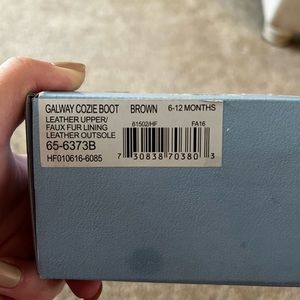 GALWAY COZIE BOOT BROWN 6-12 MONTHS
LEATHER UPPER/ 61502/HF FA16
FAUX FUR LINING
LEATHER OUTSOLE
65-6373B
HF010616-6085
7 30838 70380 3